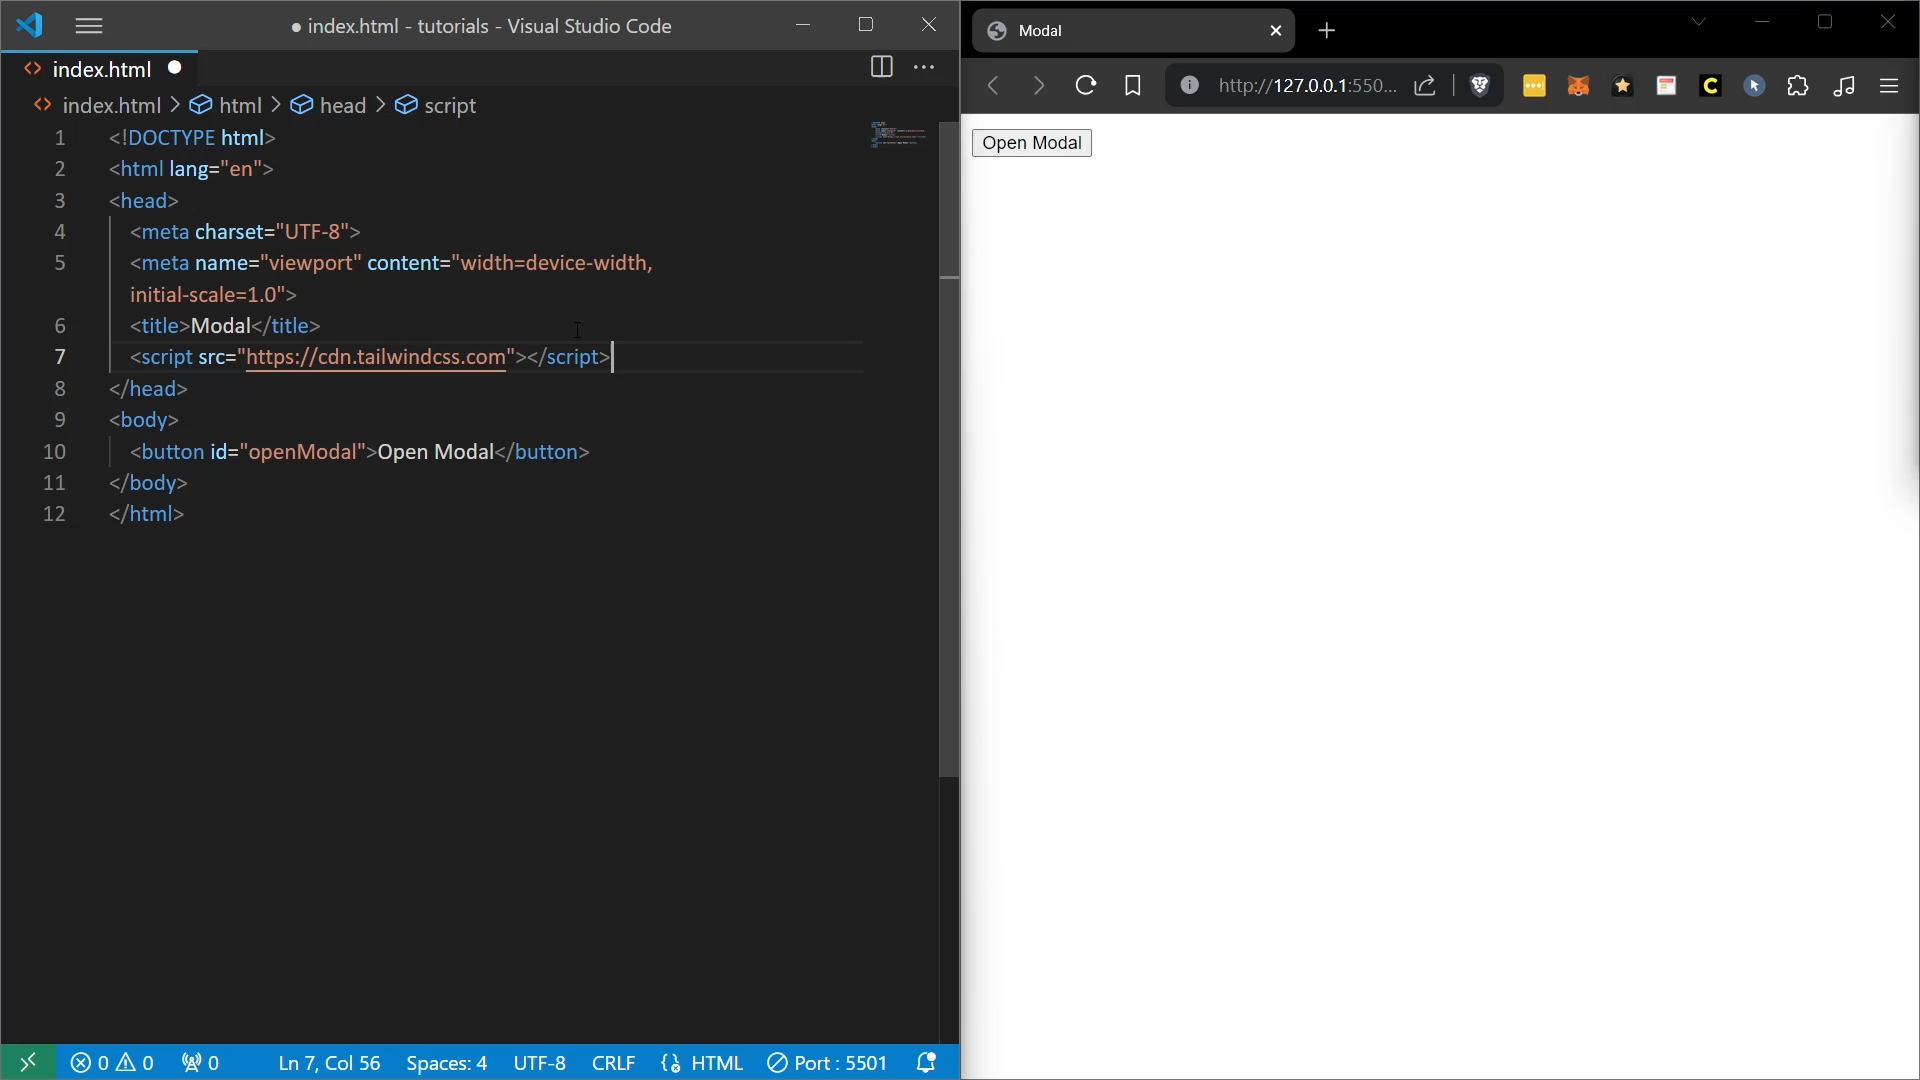 ● index.html - tutorials - Visual Studio Code
index.html
index.html > html > head > script
1 <!DOCTYPE html>
2 <html lang="en">
3 <head>
4 <meta charset="UTF-8">
5 <meta name="viewport" content="width=device-width,
initial-scale=1.0">
6 <title>Modal</title>
7 <script src="https://cdn.tailwindcss.com"></script>
8 </head>
9 <body>
10 <button id="openModal">Open Modal</button>
11 </body>
12 </html>
0 0 0 Ln 7, Col 56 Spaces: 4 UTF-8 CRLF HTML Port : 5501
Modal
http://127.0.0.1:550...
Open Modal